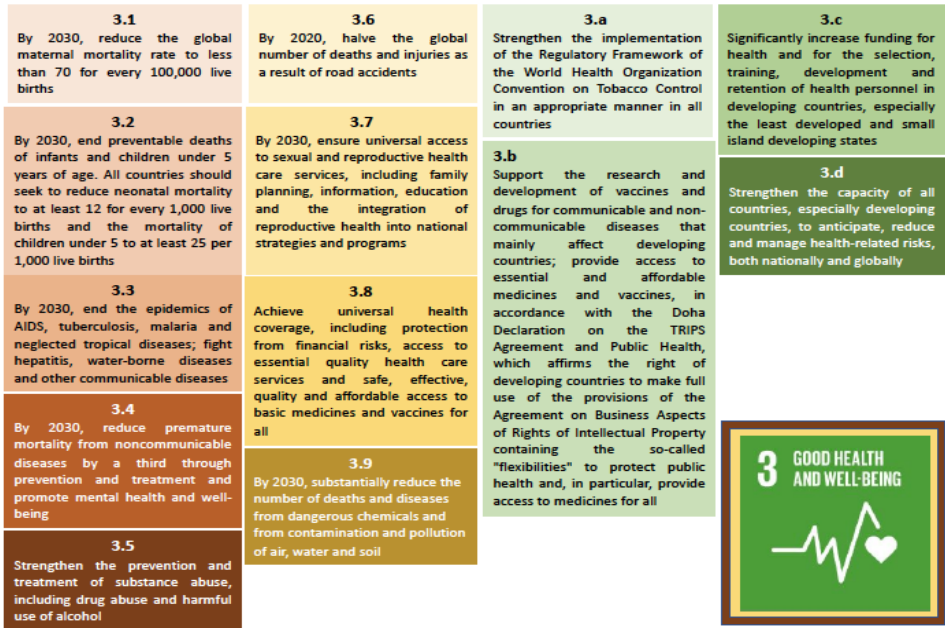 3.1
By 2030, reduce the global
maternal mortality rate to less
than 70 for every 100,000 live
births
3.2
By 2030, end preventable deaths
of infants and children under 5
years of age. All countries should
seek to reduce neonatal mortality
to at least 12 for every 1,000 live
births and the mortality of
children under 5 to at least 25 per
1,000 live births
3.3
By 2030, end the epidemics of
AIDS, tuberculosis, malaria and
neglected tropical diseases; fight
hepatitis, water-borne diseases
and other communicable diseases
3.4
By 2030, reduce premature
mortality from noncommunicable
diseases by a third through
prevention and treatment and
promote mental health and well-
being
3.5
Strengthen the prevention and
treatment of substance abuse,
including drug abuse and harmful
use of alcohol
3.6
By 2020, halve the global
number of deaths and injuries as
a result of road accidents
3.7
By 2030, ensure universal access
to sexual and reproductive health
care services, including family
planning, information, education
and the integration of
reproductive health into national
strategies and programs
3.8
Achieve universal health
coverage, including protection
from financial risks, access to
essential quality health care
services and safe, effective,
quality and affordable access to
basic medicines and vaccines for
all
3.9
By 2030, substantially reduce the
number of deaths and diseases
from dangerous chemicals and
from contamination and pollution
of air, water and soil
3.a
Strengthen the implementation
of the Regulatory Framework of
the World Health Organization
Convention on Tobacco Control
in an appropriate manner in all
countries
3.b
Support the research and
development of vaccines and
drugs for communicable and non-
communicable diseases that
mainly affect developing
countries; provide access to
essential and affordable
medicines and vaccines, in
accordance with the Doha
Declaration on the TRIPS
Agreement and Public Health,
which affirms the right of
developing countries to make full
use of the provisions of the
Agreement on Business Aspects
of Rights of Intellectual Property
containing the so-called
"flexibilities" to protect public
health and, in particular, provide
access to medicines for all
3.c
Significantly increase funding for
health and for the selection,
training, development and
retention of health personnel in
developing countries, especially
the least developed and small
island developing states
3.d
Strengthen the capacity of all
countries, especially developing
countries, to anticipate, reduce
and manage health-related risks,
both nationally and globally
3 GOOD HEALTH
AND WELL-BEING